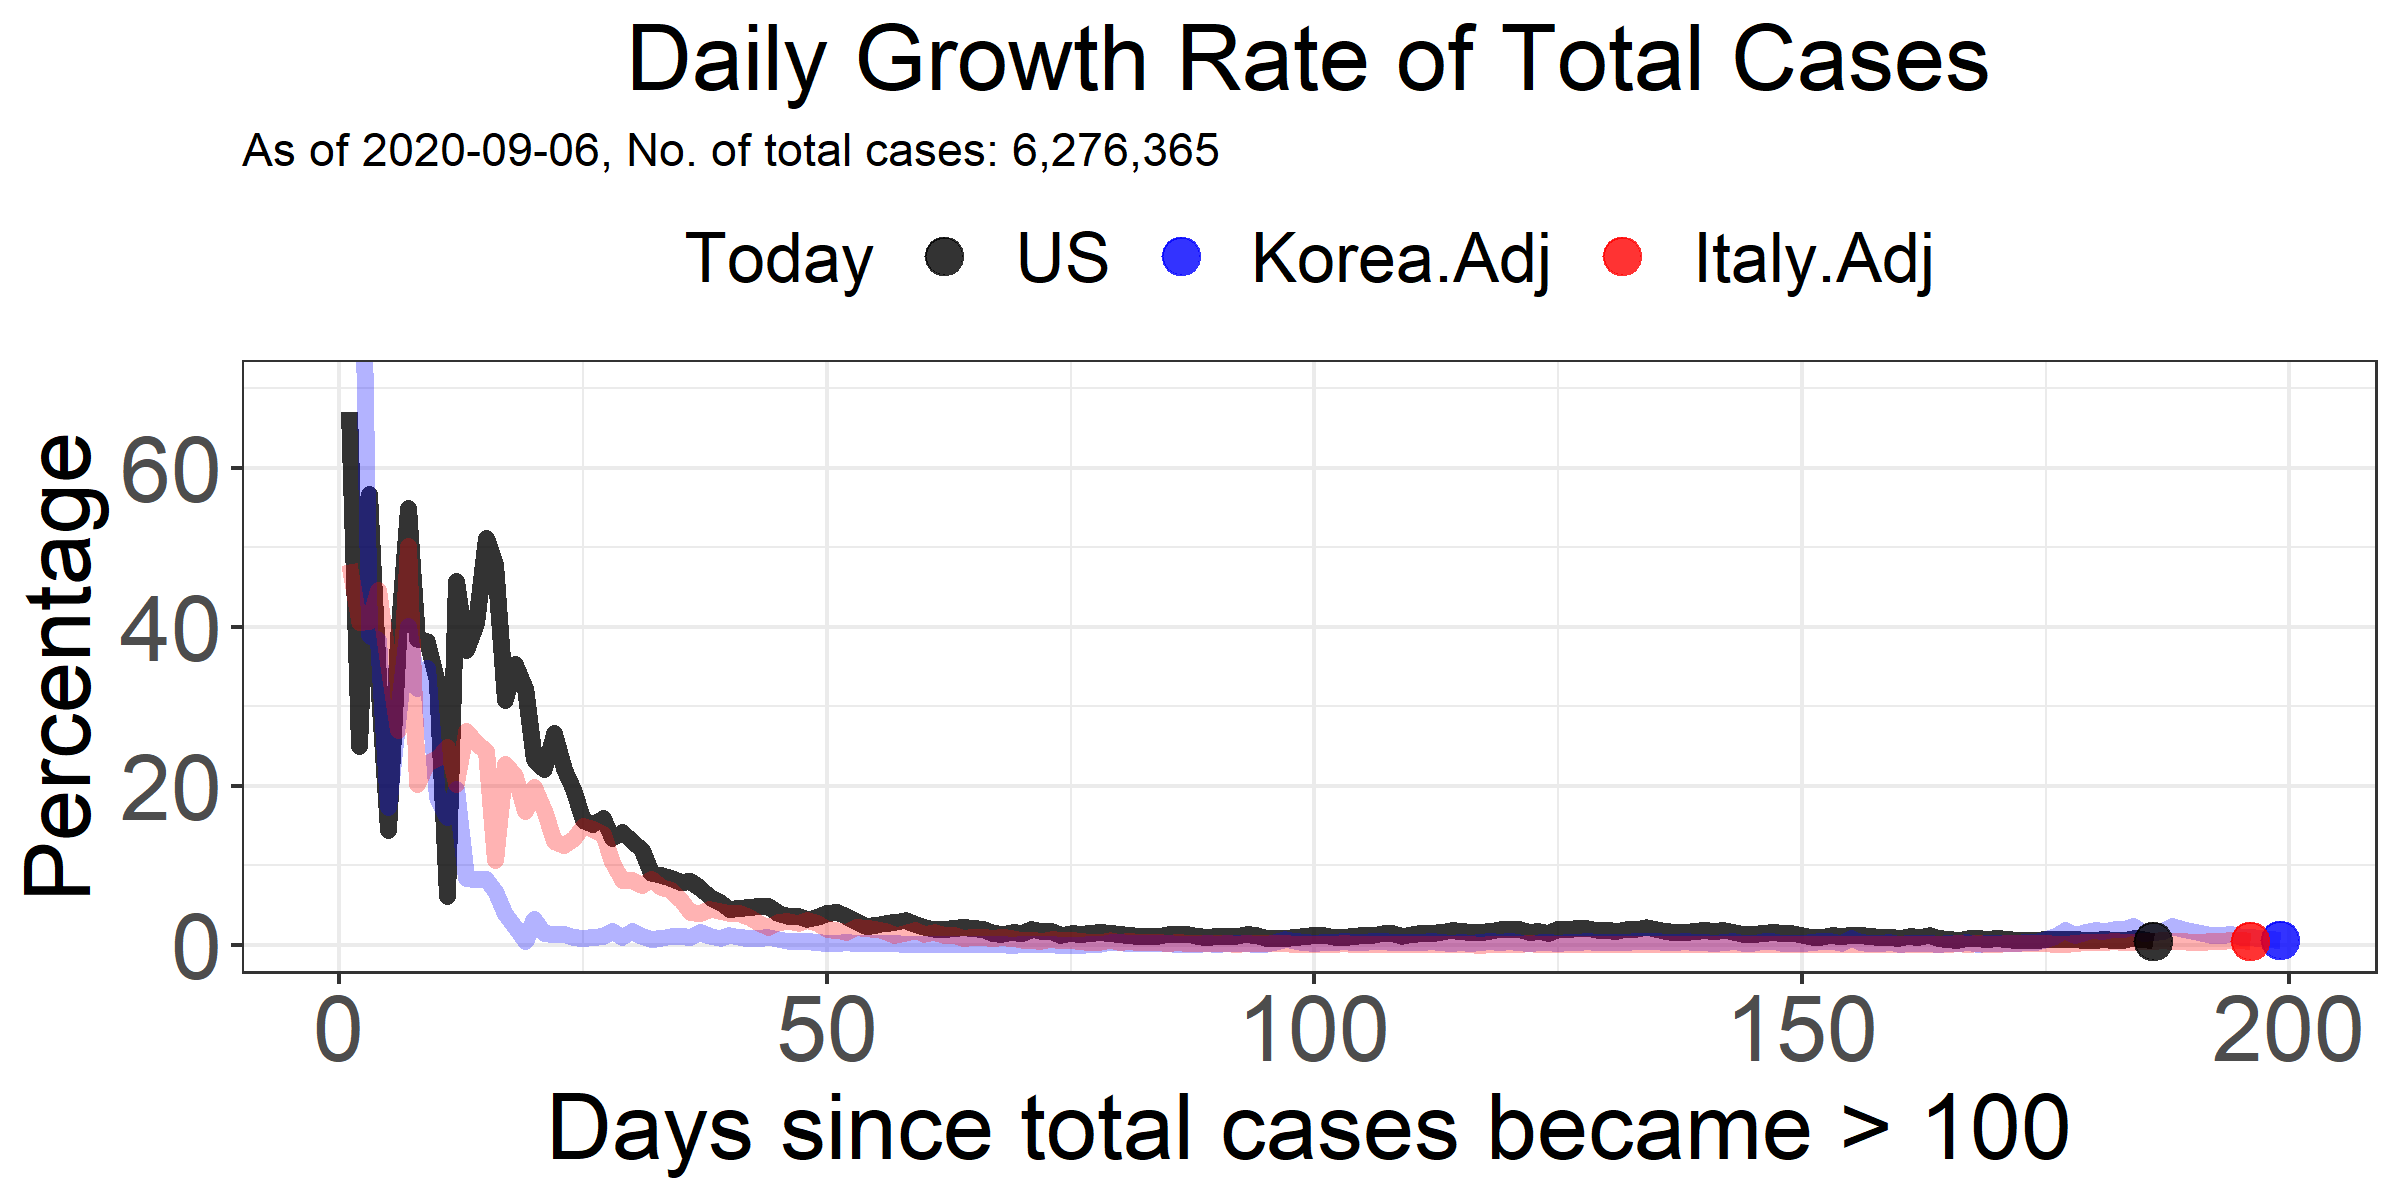 Daily Growth Rate of Total Cases
As of 2020-09-06, No. of total cases: 6,276,365
Today US Korea.Adj Italy.Adj
Percentage
60
40
20
0
0 50 100 150 200
Days since total cases became > 100